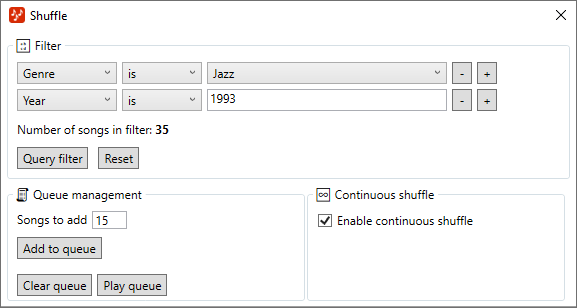 Shuffle
Filter
Genre is Jazz - +
Year is 1993 - +
Number of songs in filter: 35
Query filter Reset
Queue management
Songs to add 15
Add to queue
Clear queue Play queue
Continuous shuffle
Enable continuous shuffle